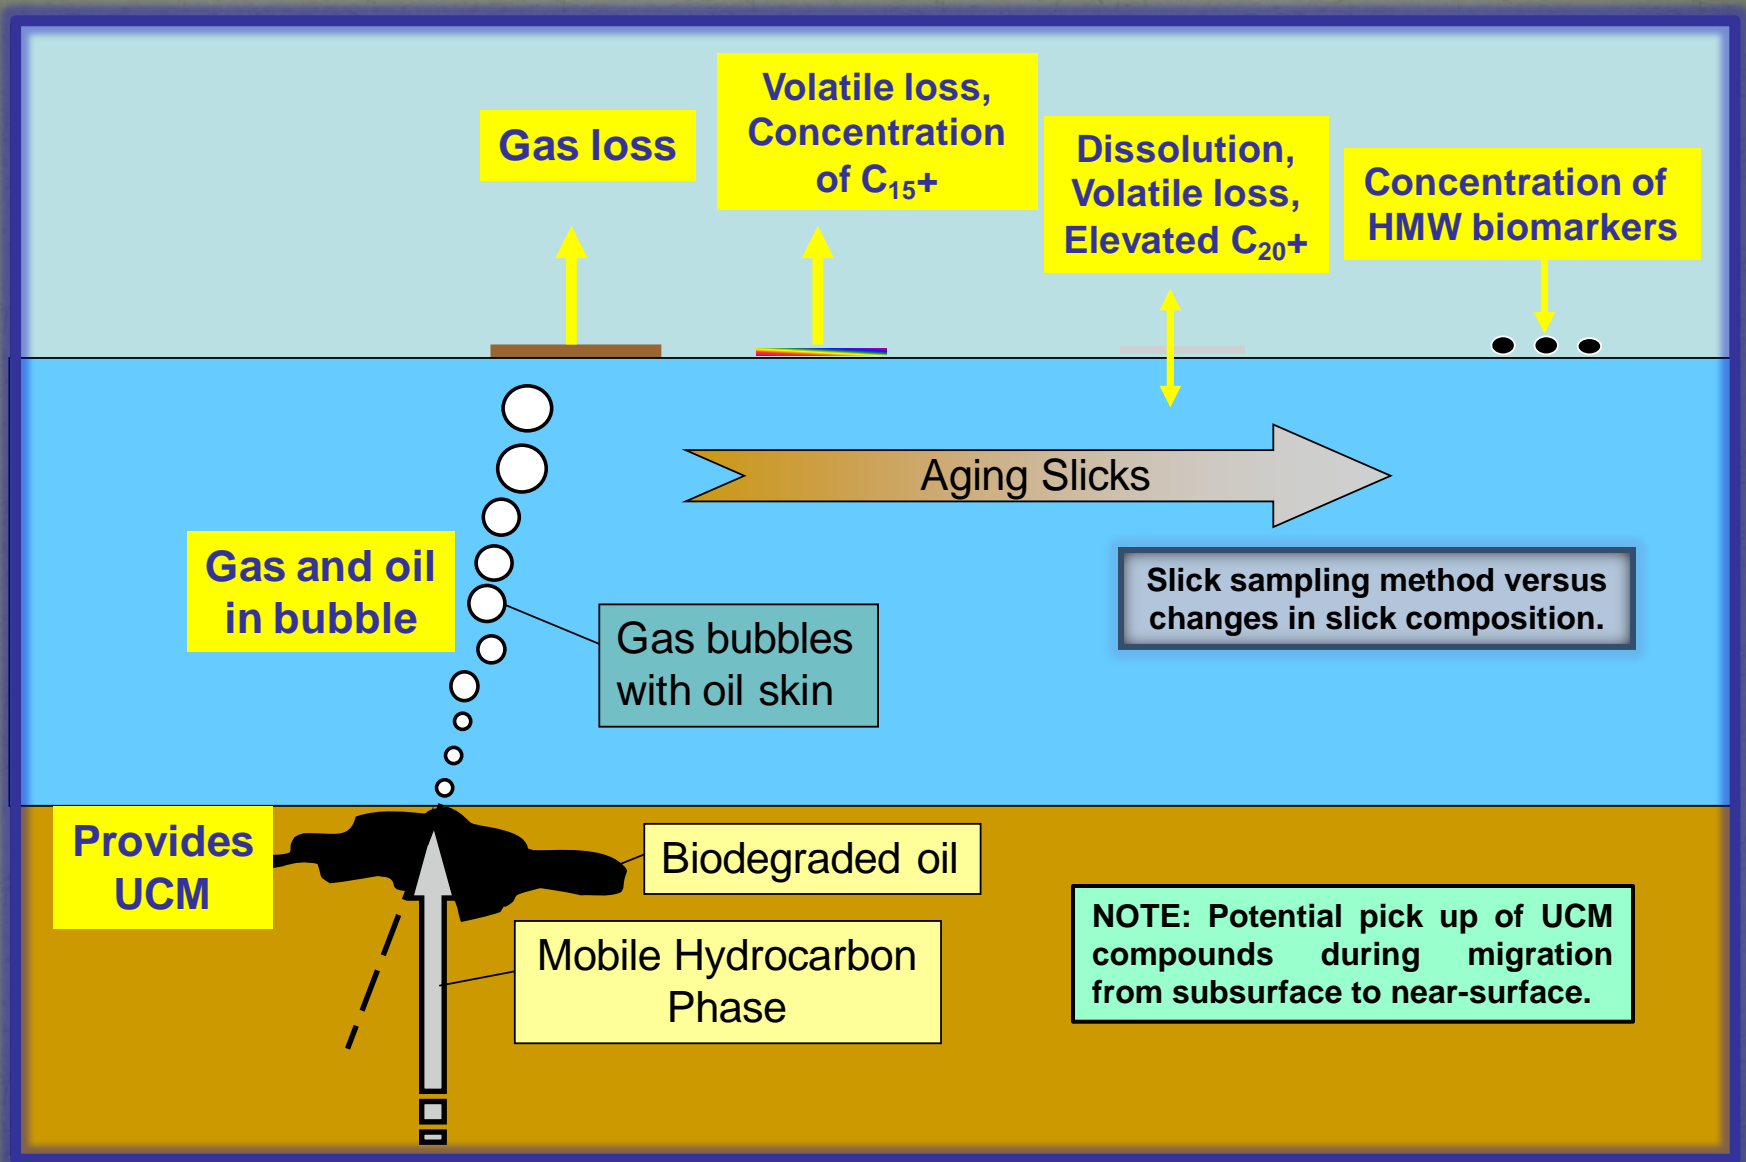 Gas loss
Volatile loss,
Concentration
of C₁₅+
Dissolution,
Volatile loss,
Elevated C₂₀+
Concentration of
HMW biomarkers
Aging Slicks
Gas and oil
in bubble
Gas bubbles
with oil skin
Slick sampling method versus
changes in slick composition.
Provides
UCM
Biodegraded oil
Mobile Hydrocarbon
Phase
NOTE: Potential pick up of UCM
compounds during migration
from subsurface to near-surface.